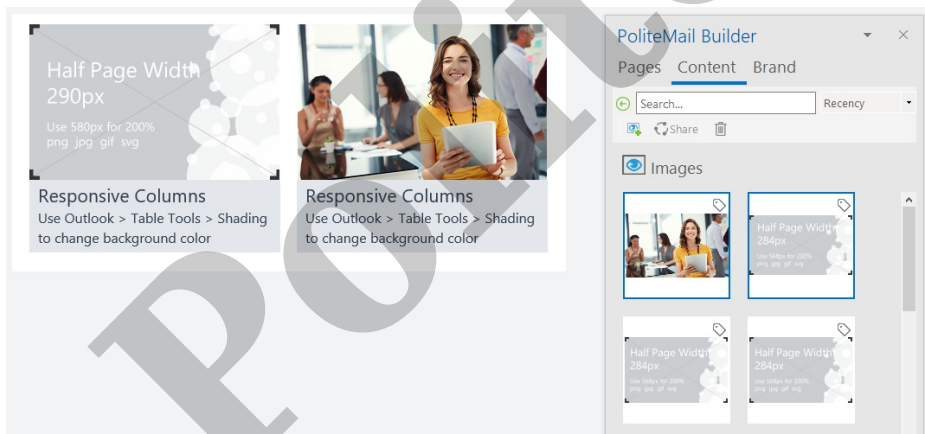 Half Page Width
290px
Use 580px for 200%
png jpg gif svg
Responsive Columns
Use Outlook > Table Tools > Shading
to change background color
Responsive Columns
Use Outlook > Table Tools > Shading
to change background color
PoliteMail Builder
Pages Content Brand
Search...
Recency
Share
Images
Half Page Width
284px
Use 568px for 200%
png jpg gif svg
Half Page Width
284px
Use 568px for 200%
png jpg gif svg
Half Page Width
284px
Use 568px for 200%
png jpg gif svg
Polite